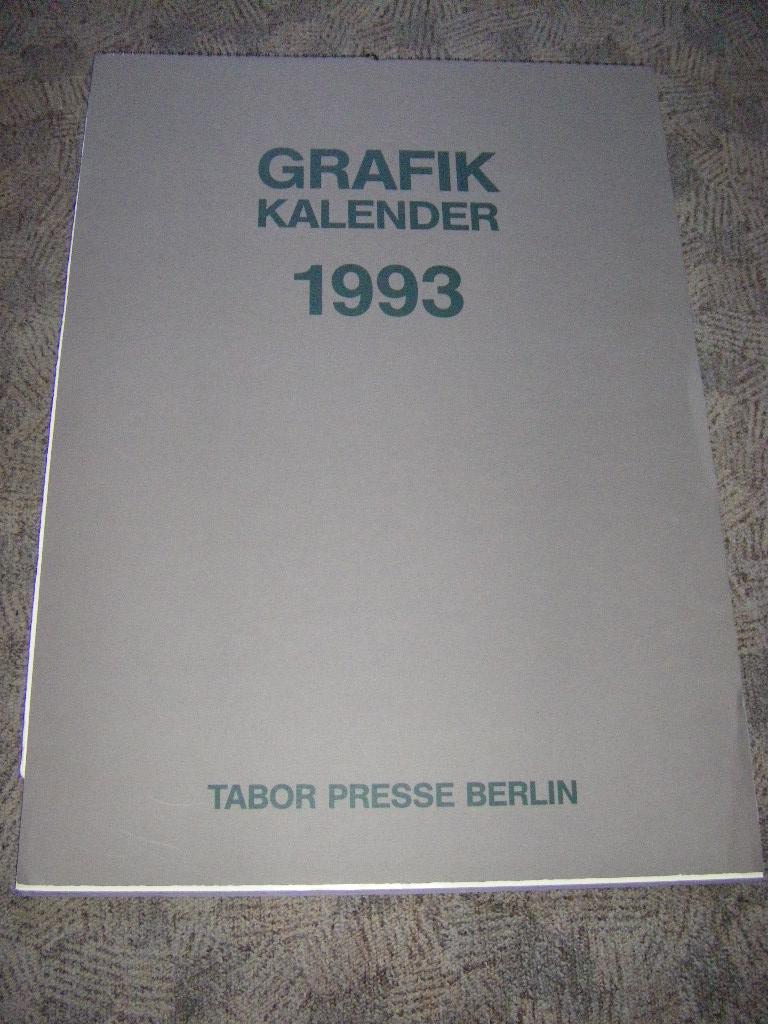 GRAFIK
KALENDER
1993
TABOR PRESSE BERLIN